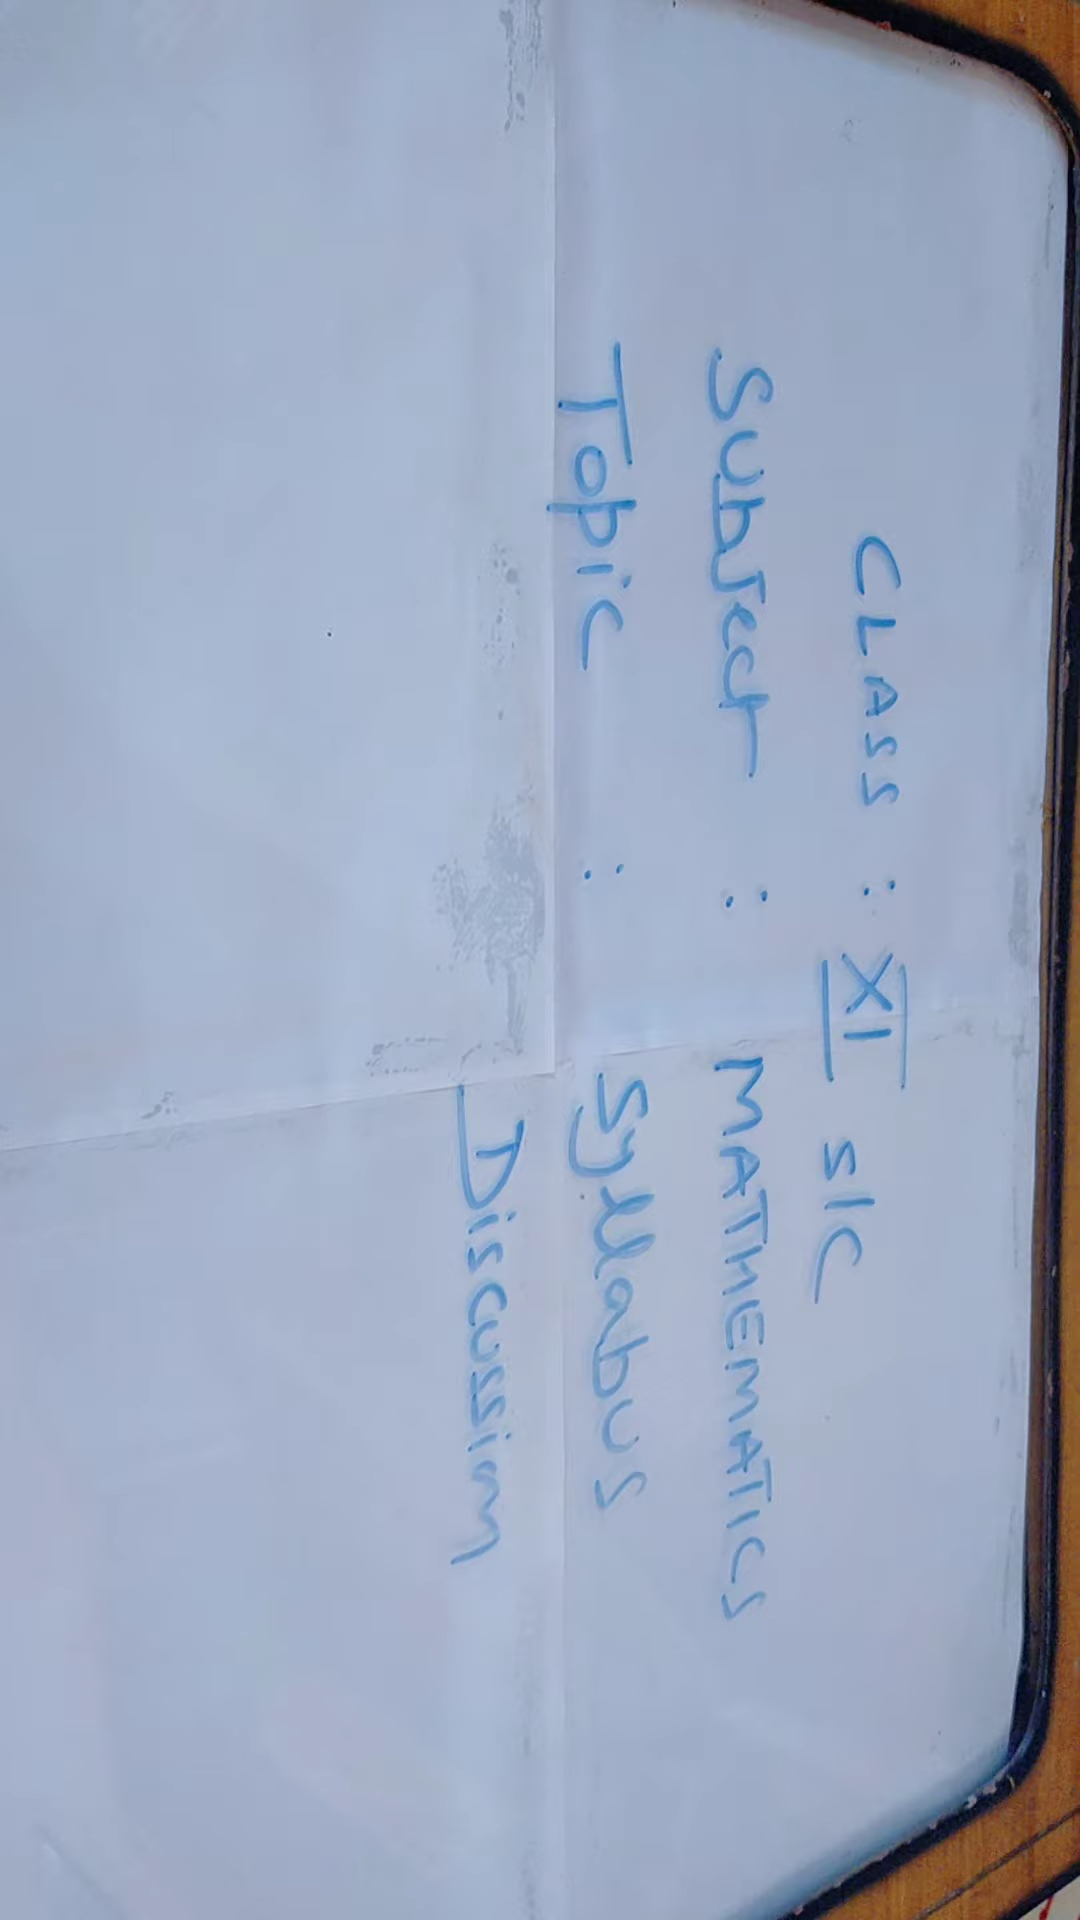 CLASS : XI S/C
Subject : MATHEMATICS
Topic : Syllabus
Discussion